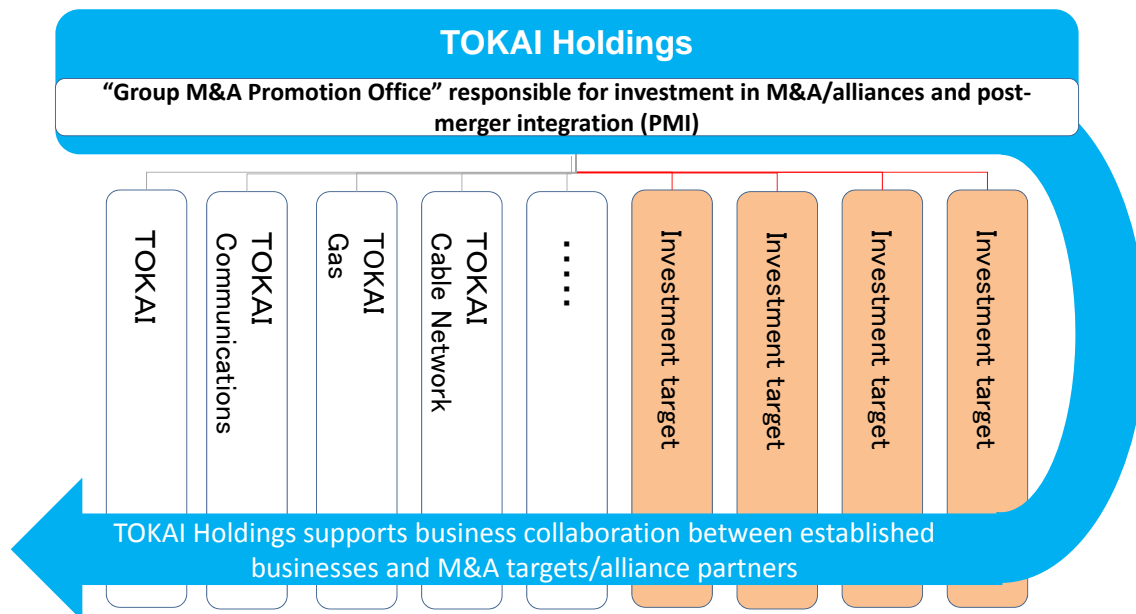 TOKAI Holdings
“Group M&A Promotion Office” responsible for investment in M&A/alliances and post-
merger integration (PMI)
TOKAI
TOKAI
Communications
TOKAI
Gas
TOKAI
Cable Network
.....
Investment target
Investment target
Investment target
Investment target
TOKAI Holdings supports business collaboration between established
businesses and M&A targets/alliance partners